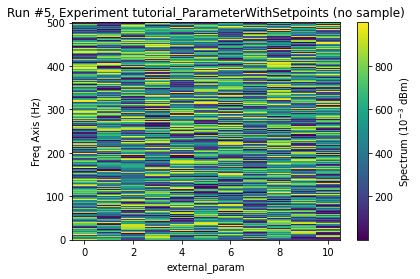 Run #5, Experiment tutorial_ParameterWithSetpoints (no sample)
500
400
300
200
100
0
Freq Axis (Hz)
0 2 4 6 8 10
external_param
800
600
400
200
Spectrum (10⁻³ dBm)